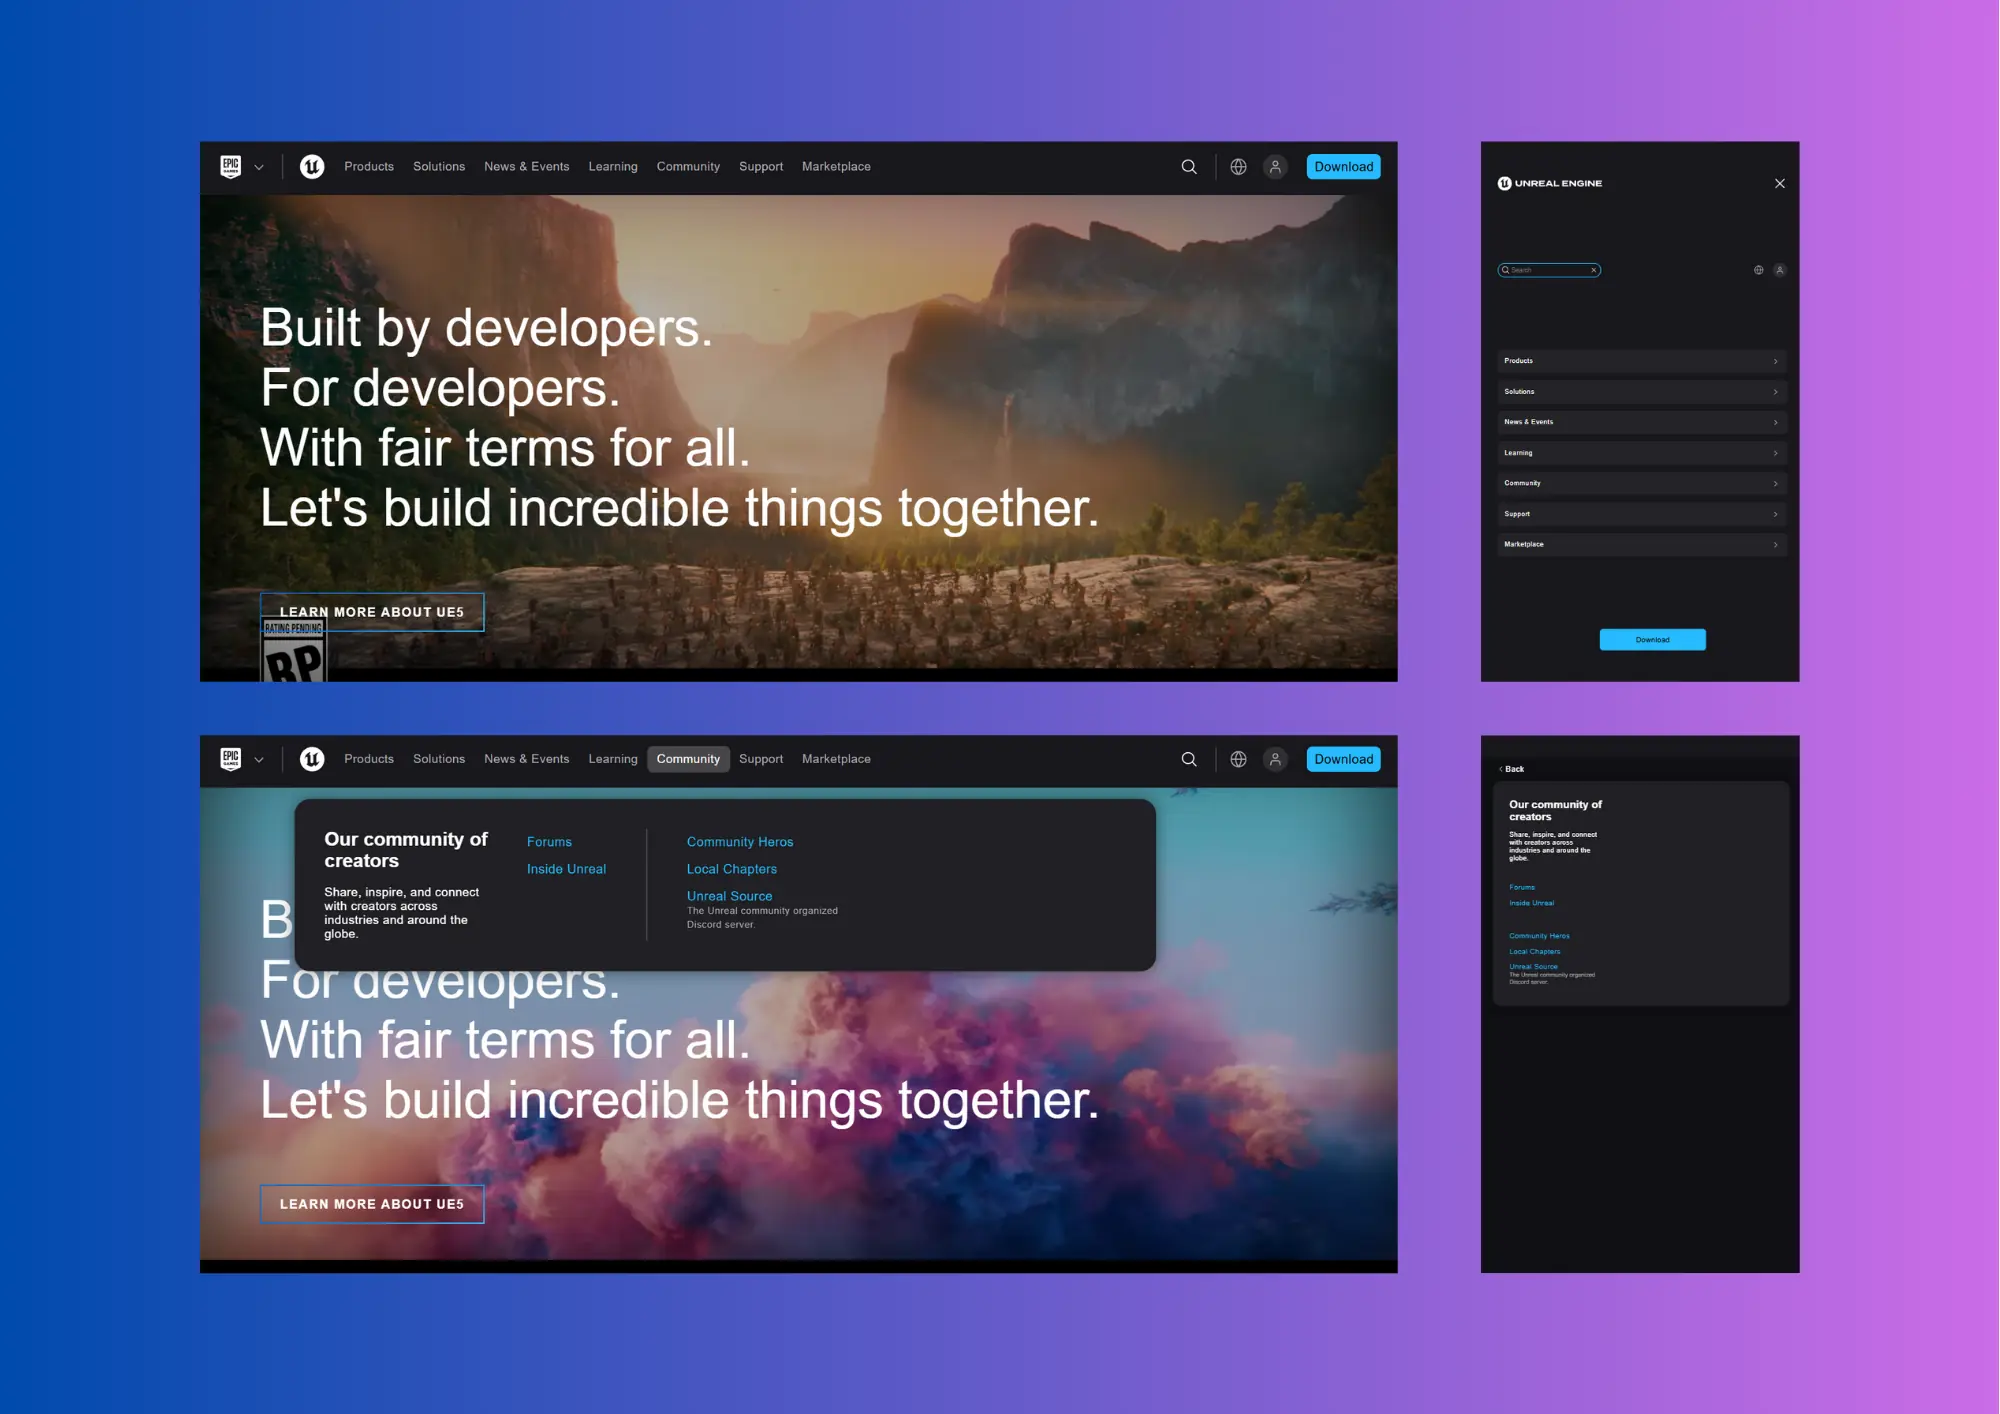 EPIC GAMES
Products Solutions News & Events Learning Community Support Marketplace
Download
Built by developers.
For developers.
With fair terms for all.
Let's build incredible things together.
LEARN MORE ABOUT UE5
RATING PENDING
RP
UNREAL ENGINE
Search
Products
Solutions
News & Events
Learning
Community
Support
Marketplace
Download
EPIC GAMES
Products Solutions News & Events Learning Community Support Marketplace
Download
Our community of
creators
Share, inspire, and connect
with creators across
industries and around the
globe.
Forums
Inside Unreal
Community Heros
Local Chapters
Unreal Source
The Unreal community organized
Discord server.
B
For developers.
With fair terms for all.
Let's build incredible things together.
LEARN MORE ABOUT UE5
Back
Our community of
creators
Share, inspire, and connect
with creators across
industries and around the
globe.
Forums
Inside Unreal
Community Heros
Local Chapters
Unreal Source
The Unreal community organized
Discord server.